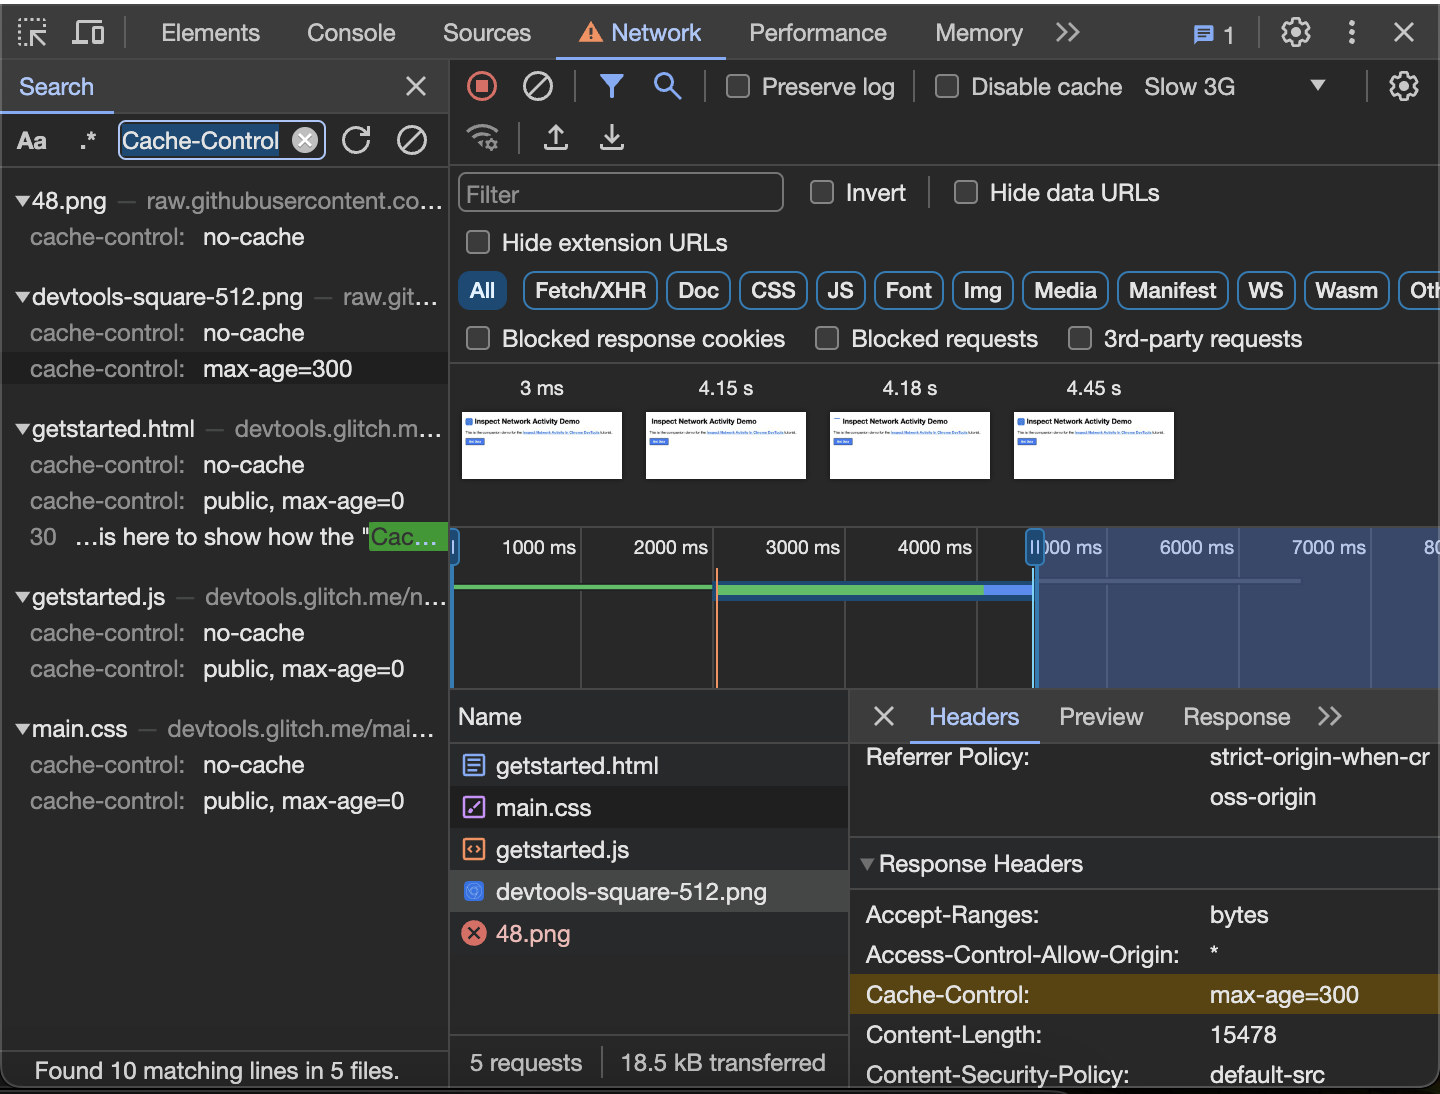 Elements Console Sources Network Performance Memory 1
Search
Preserve log Disable cache Slow 3G
Aa .* Cache-Control
48.png — raw.githubusercontent.co...
cache-control: no-cache
devtools-square-512.png — raw.git...
cache-control: no-cache
cache-control: max-age=300
getstarted.html — devtools.glitch.m...
cache-control: no-cache
cache-control: public, max-age=0
30 ...is here to show how the "Cac...
getstarted.js — devtools.glitch.me/n...
cache-control: no-cache
cache-control: public, max-age=0
main.css — devtools.glitch.me/mai...
cache-control: no-cache
cache-control: public, max-age=0
Found 10 matching lines in 5 files.
Filter Invert Hide data URLs
Hide extension URLs
All Fetch/XHR Doc CSS JS Font Img Media Manifest WS Wasm Oth
Blocked response cookies Blocked requests 3rd-party requests
3 ms 4.15 s 4.18 s 4.45 s
Inspect Network Activity Demo Inspect Network Activity Demo Inspect Network Activity Demo Inspect Network Activity Demo
1000 ms 2000 ms 3000 ms 4000 ms 000 ms 6000 ms 7000 ms 80
Name
getstarted.html
main.css
getstarted.js
devtools-square-512.png
48.png
5 requests 18.5 kB transferred
Headers Preview Response
Referrer Policy: strict-origin-when-cr
oss-origin
Response Headers
Accept-Ranges: bytes
Access-Control-Allow-Origin: *
Cache-Control: max-age=300
Content-Length: 15478
Content-Security-Policy: default-src